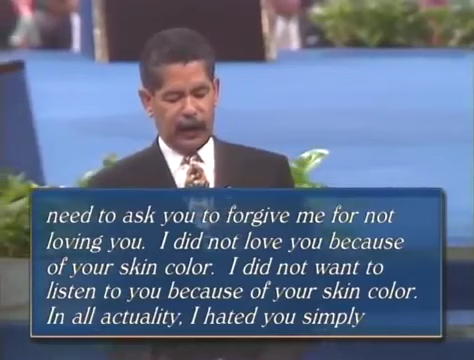 need to ask you to forgive me for not
loving you. I did not love you because
of your skin color. I did not want to
listen to you because of your skin color.
In all actuality, I hated you simply